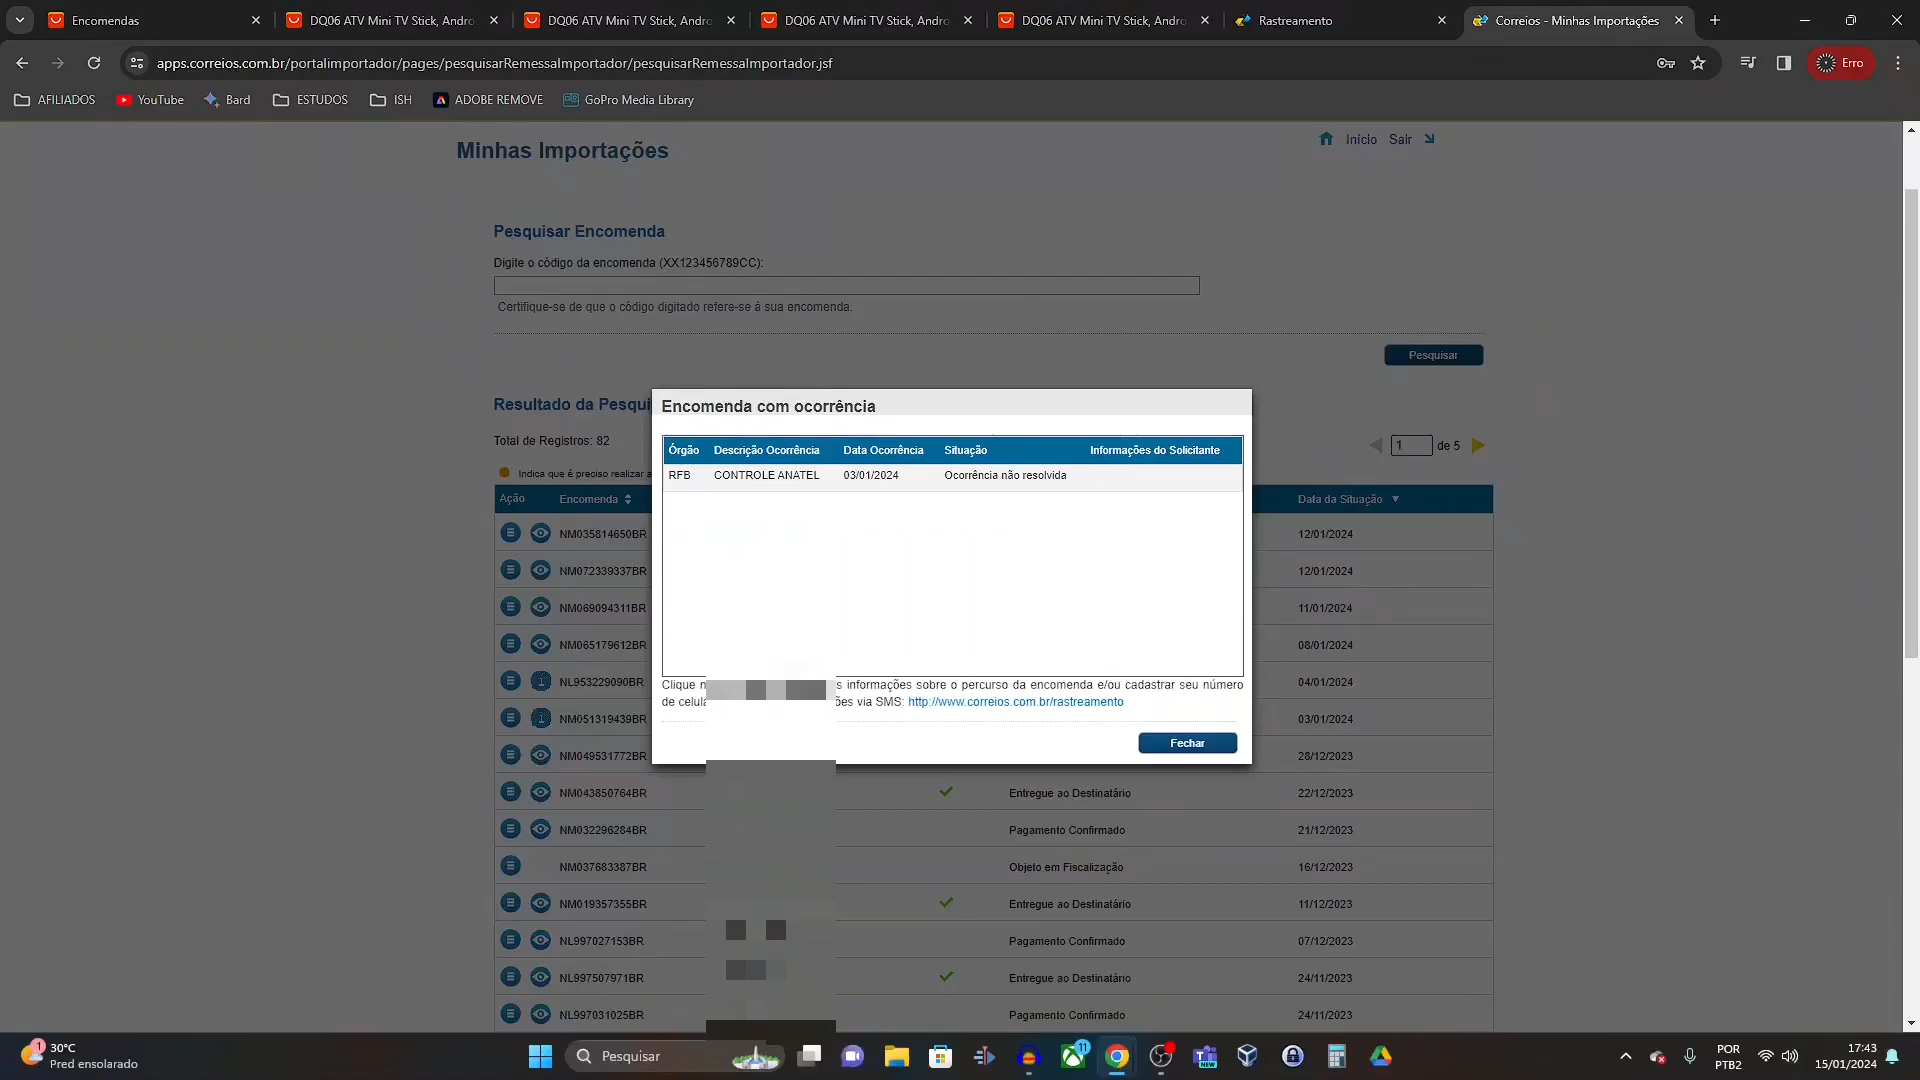 Encomendas
DQ06 ATV Mini TV Stick, Andro
DQ06 ATV Mini TV Stick, Andro
DQ06 ATV Mini TV Stick, Andro
DQ06 ATV Mini TV Stick, Andro
Rastreamento
Correios - Minhas Importações
apps.correios.com.br/portalimportador/pages/pesquisarRemessaImportador/pesquisarRemessaImportador.jsf
Erro
AFILIADOS
YouTube
Bard
ESTUDOS
ISH
ADOBE REMOVE
GoPro Media Library
Minhas Importações
Início Sair
Pesquisar Encomenda
Digite o código da encomenda (XX123456789CC):
Certifique-se de que o código digitado refere-se à sua encomenda.
Pesquisar
Resultado da Pesqui
Total de Registros: 82
1 de 5
Indica que é preciso realizar a
Ação Encomenda Data da Situação
NM035814650BR 12/01/2024
NM072339337BR 12/01/2024
NM069094311BR 11/01/2024
NM065179612BR 08/01/2024
NL953229090BR 04/01/2024
NM051319439BR 03/01/2024
NM049531772BR 28/12/2023
NM043850764BR Entregue ao Destinatário 22/12/2023
NM032296284BR Pagamento Confirmado 21/12/2023
NM037683387BR Objeto em Fiscalização 16/12/2023
NM019357355BR Entregue ao Destinatário 11/12/2023
NL997027153BR Pagamento Confirmado 07/12/2023
NL997507971BR Entregue ao Destinatário 24/11/2023
NL997031025BR Pagamento Confirmado 24/11/2023
Encomenda com ocorrência
Órgão Descrição Ocorrência Data Ocorrência Situação Informações do Solicitante
RFB CONTROLE ANATEL 03/01/2024 Ocorrência não resolvida
Clique informações sobre o percurso da encomenda e/ou cadastrar seu número
de celul ões via SMS: http://www.correios.com.br/rastreamento
Fechar
1
30°C
Pred ensolarado
Pesquisar
11
NEW
POR
PTB2
17:43
15/01/2024